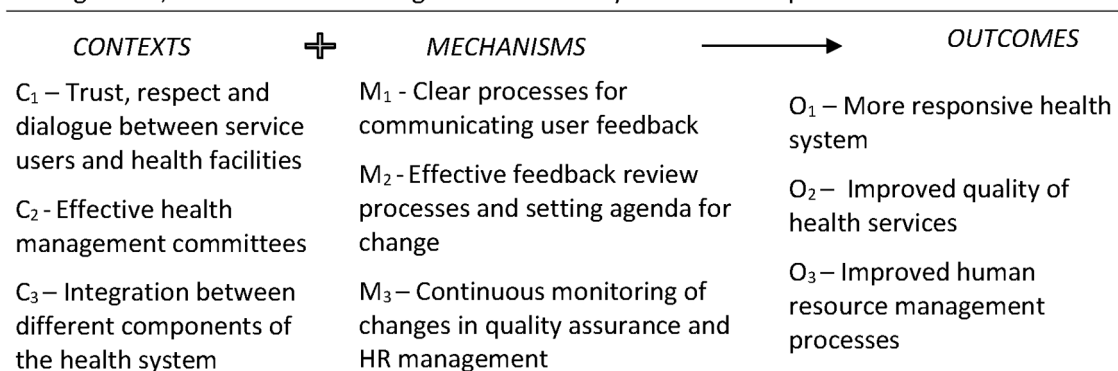 CONTEXTS
MECHANISMS
OUTCOMES
C₁ – Trust, respect and
dialogue between service
users and health facilities
C₂ - Effective health
management committees
C₃ – Integration between
different components of
the health system
M₁ - Clear processes for
communicating user feedback
M₂ - Effective feedback review
processes and setting agenda for
change
M₃ – Continuous monitoring of
changes in quality assurance and
HR management
O₁ – More responsive health
system
O₂ – Improved quality of
health services
O₃ – Improved human
resource management
processes